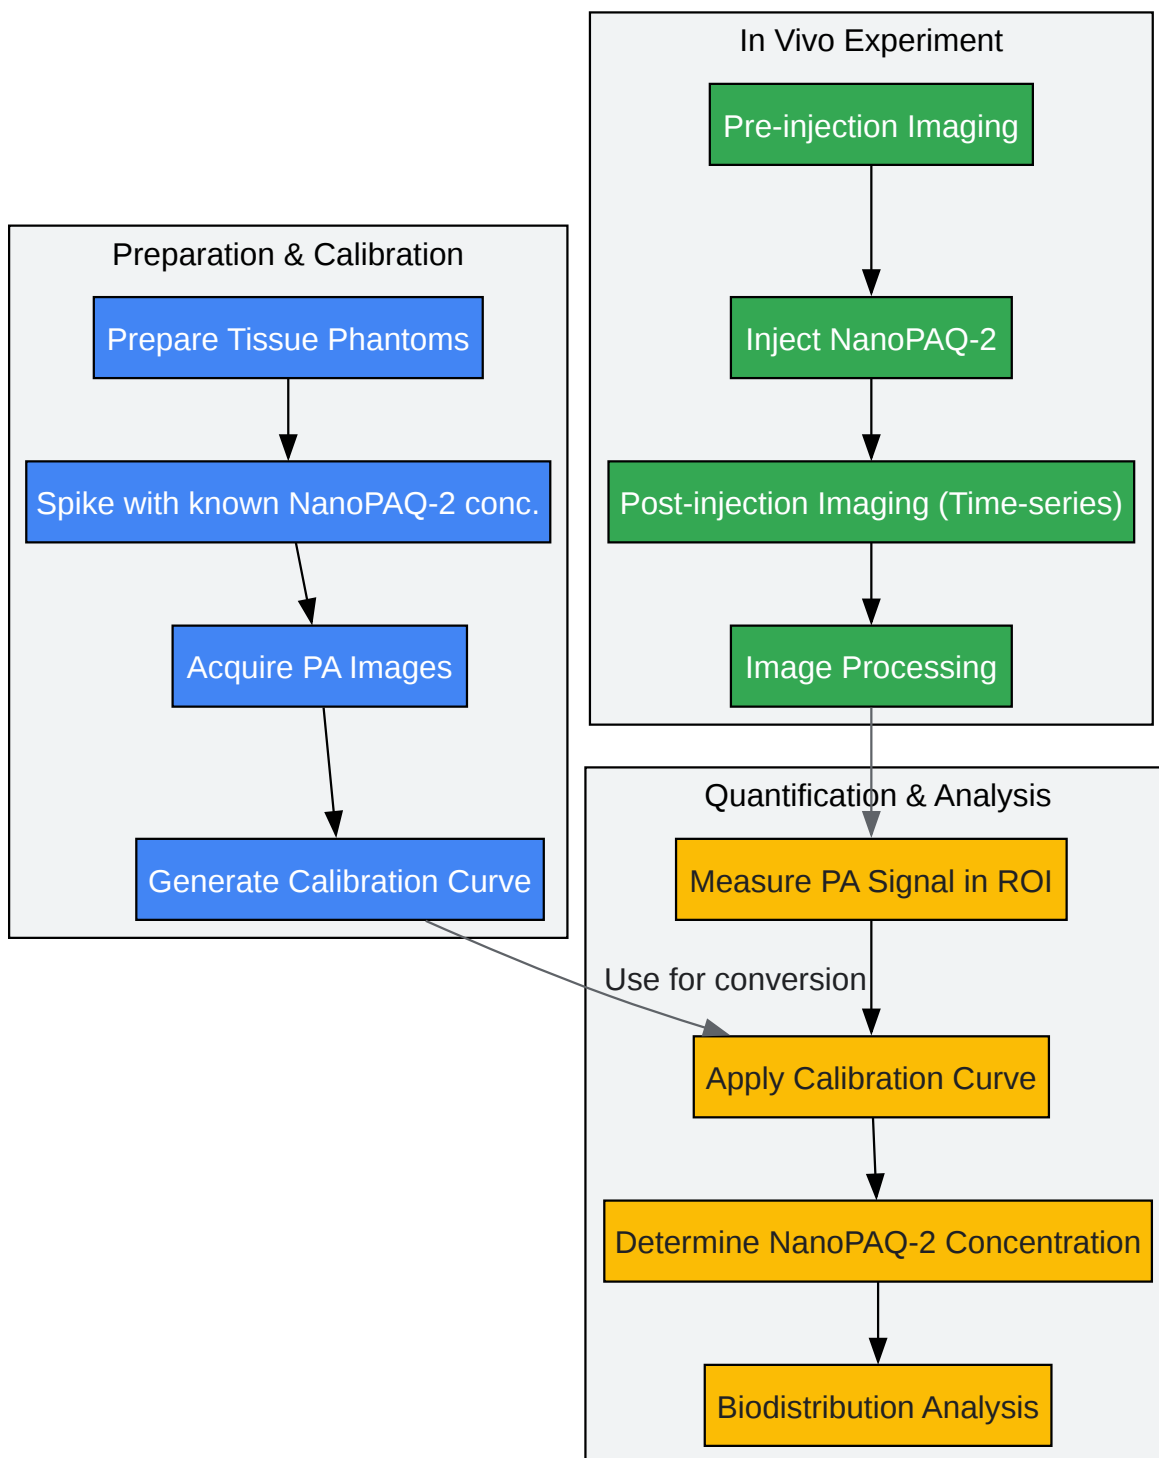 In Vivo Experiment
Pre-injection Imaging
Inject NanoPAQ-2
Post-injection Imaging (Time-series)
Image Processing
Preparation & Calibration
Prepare Tissue Phantoms
Spike with known NanoPAQ-2 conc.
Acquire PA Images
Generate Calibration Curve
Quantification & Analysis
Measure PA Signal in ROI
Use for conversion
Apply Calibration Curve
Determine NanoPAQ-2 Concentration
Biodistribution Analysis